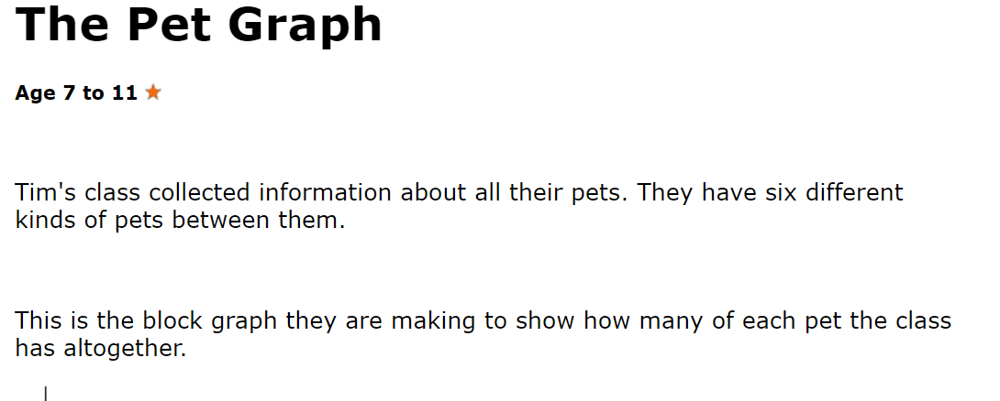 The Pet Graph
Age 7 to 11
Tim's class collected information about all their pets. They have six different
kinds of pets between them.
This is the block graph they are making to show how many of each pet the class
has altogether.